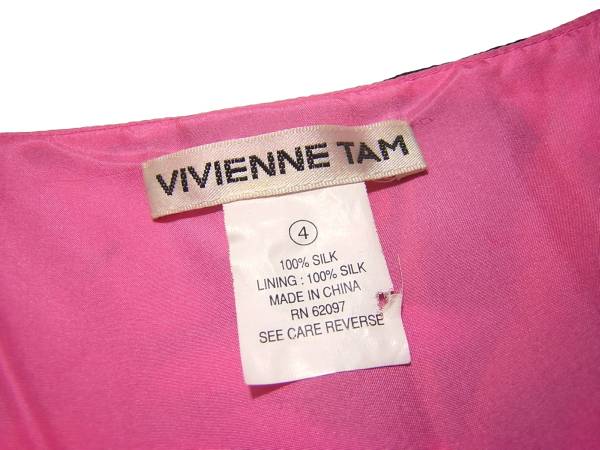 VIVIENNE TAM
4
100% SILK
LINING : 100% SILK
MADE IN CHINA
RN 62097
SEE CARE REVERSE